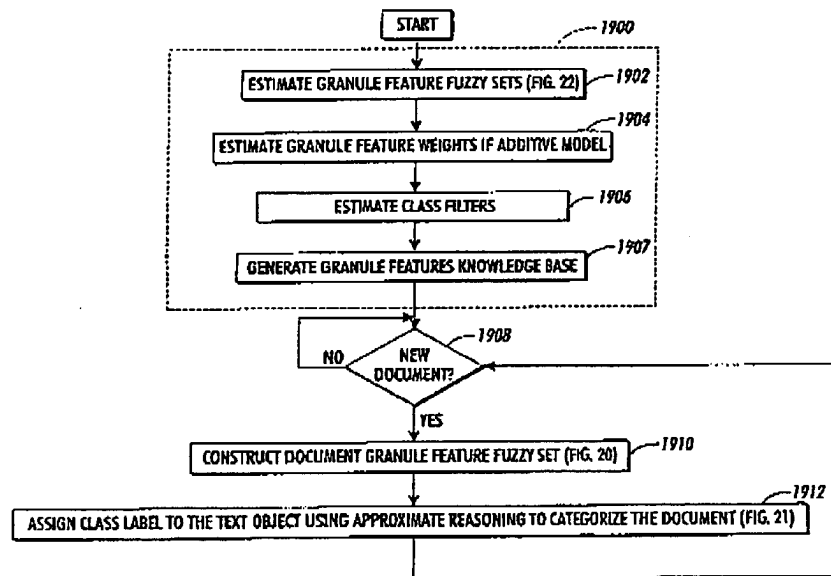 START
1900
ESTIMATE GRANULE FEATURE FUZZY SETS (FIG. 22)
1902
1904
ESTIMATE GRANULE FEATURE WEIGHTS IF ADDITIVE MODEL
ESTIMATE CLASS FILTERS
1906
1907
GENERATE GRANULE FEATURES KNOWLEDGE BASE
1908
NO
NEW
DOCUMENT?
YES
CONSTRUCT DOCUMENT GRANULE FEATURE FUZZY SET (FIG. 20)
1910
1912
ASSIGN CLASS LABEL TO THE TEXT OBJECT USING APPROXIMATE REASONING TO CATEGORIZE THE DOCUMENT (FIG. 21)